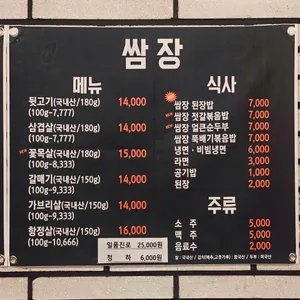 쌈장
메뉴
뒷고기(국내산/180g) 14,000
(100g-7,777)
삼겹살(국내산/180g) 14,000
(100g-7,777)
꽃목살(국내산/180g) 15,000
(100g-8,333)
갈매기(국내산/150g) 14,000
(100g-9,333)
가브리살(국내산/150g) 14,000
(100g-9,333)
항정살(국내산/150g) 16,000
(100g-10,666)
일품진로 25,000원
청 하 6,000원
식사
쌈장 된장밥 7,000
쌈장 젓갈볶음밥 7,000
쌈장 얼큰순두부 7,000
쌈장 뚝배기볶음밥 7,000
냉면·비빔냉면 6,000
라면 3,000
공기밥 1,000
된장 2,000
주류
소 주 5,000
맥 주 5,000
음료수 2,000